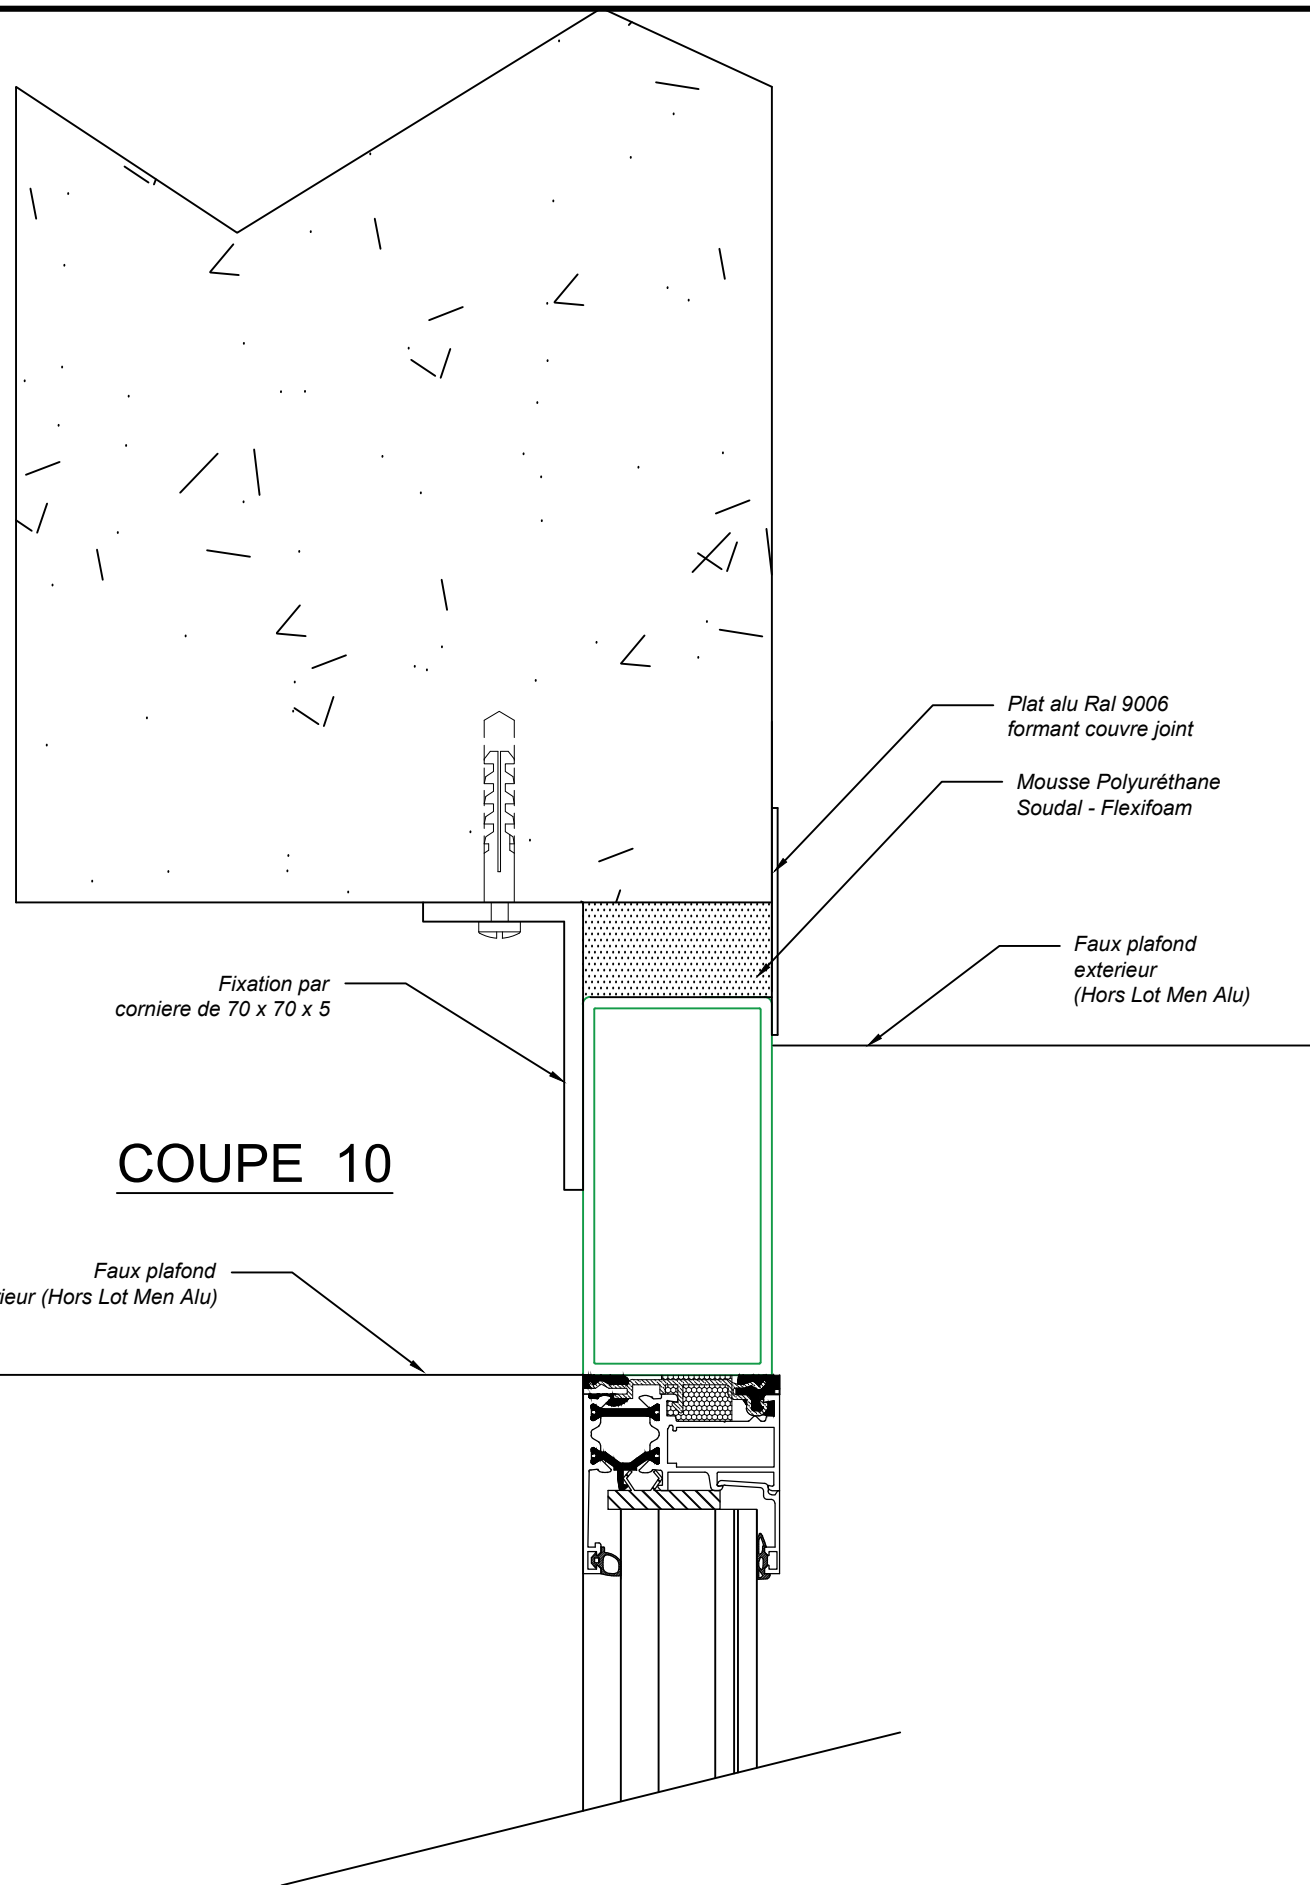 Plat alu Ral 9006
formant couvre joint
Mousse Polyuréthane
Soudal - Flexifoam
Faux plafond
exterieur
(Hors Lot Men Alu)
Fixation par
corniere de 70 x 70 x 5
COUPE 10
Faux plafond
(Hors Lot Men Alu)